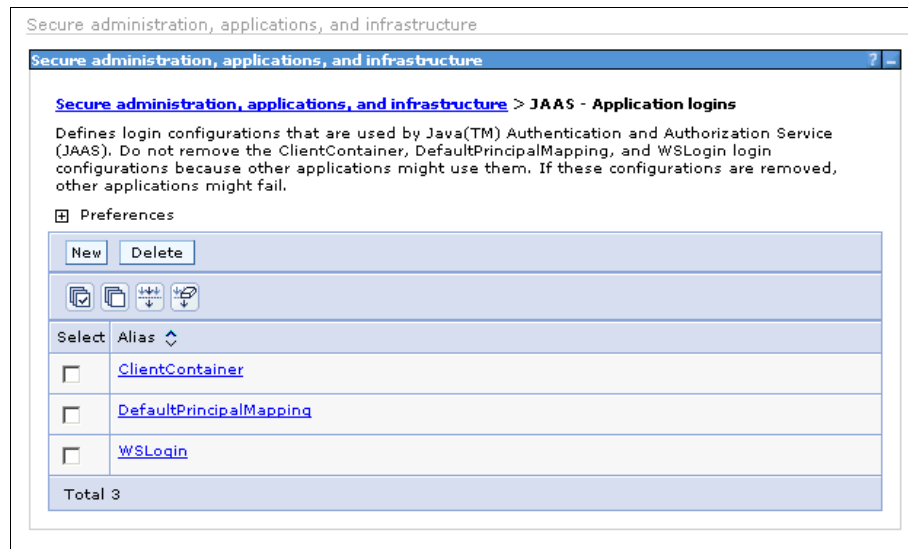 Secure administration, applications, and infrastructure
Secure administration, applications, and infrastructure ? –
Secure administration, applications, and infrastructure > JAAS - Application logins
Defines login configurations that are used by Java(TM) Authentication and Authorization Service
(JAAS). Do not remove the ClientContainer, DefaultPrincipalMapping, and WSLogin login
configurations because other applications might use them. If these configurations are removed,
other applications might fail.
Preferences
New Delete
Select Alias
ClientContainer
DefaultPrincipalMapping
WSLogin
Total 3